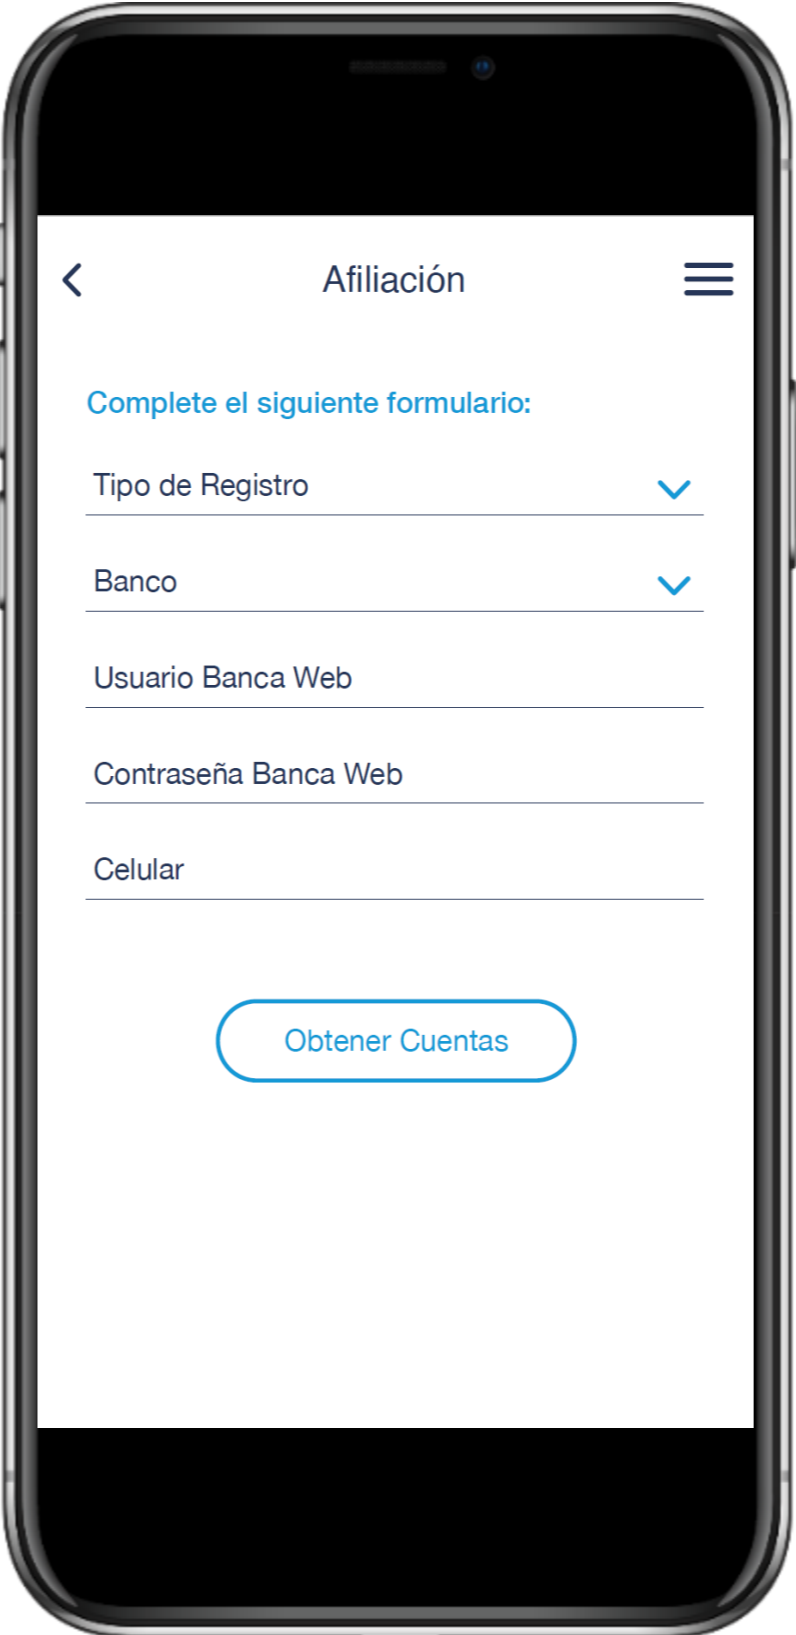 Afiliación
Complete el siguiente formulario:
Tipo de Registro
Banco
Usuario Banca Web
Contraseña Banca Web
Celular
Obtener Cuentas